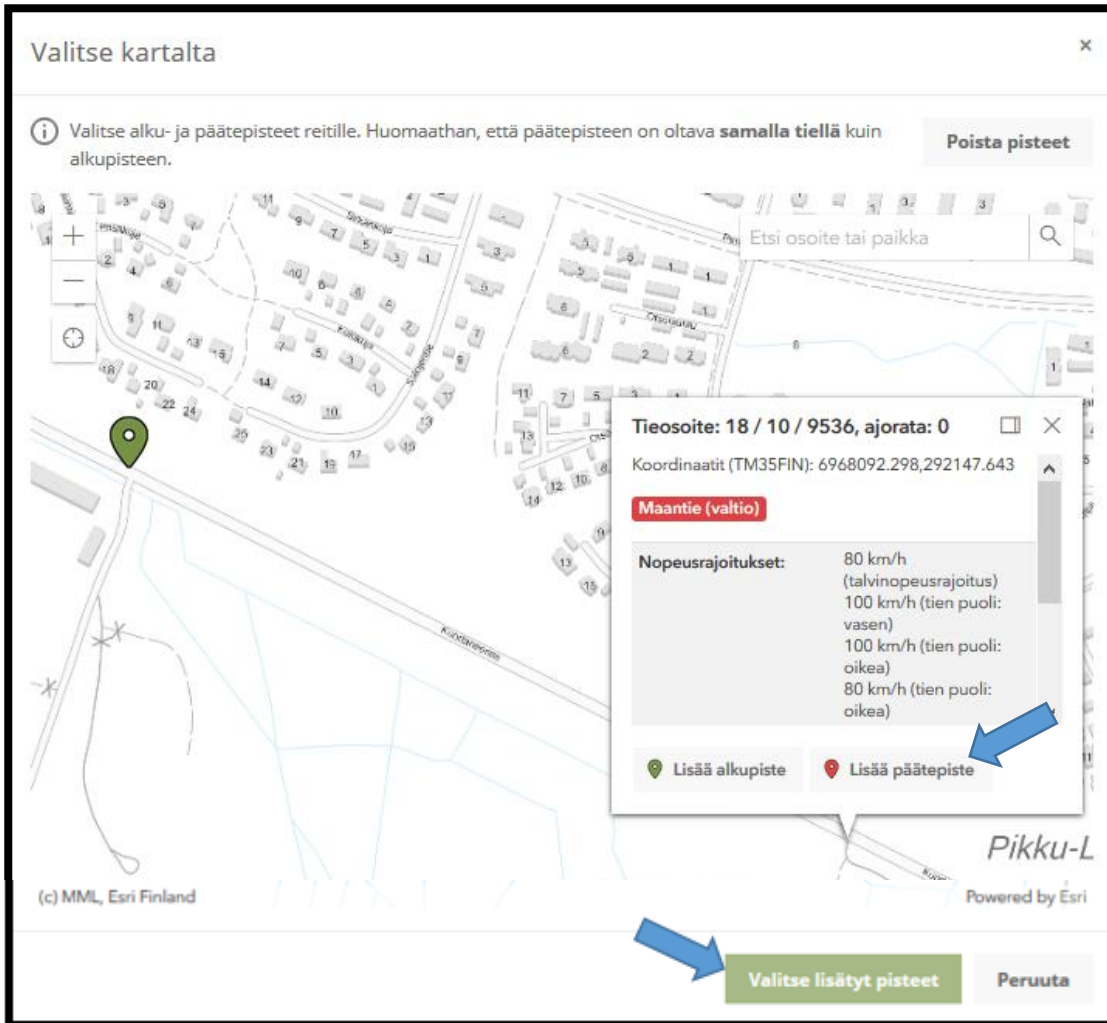 Valitse kartalta
×
Valitse alku- ja päätepisteet reitille. Huomaathan, että päätepisteen on oltava samalla tiellä kuin
alkupisteen.
Poista pisteet
Etsi osoite tai paikka
Otsokuja
Tieosoite: 18 / 10 / 9536, ajorata: 0
Koordinaatit (TM35FIN): 6968092.298,292147.643
Maantie (valtio)
Nopeusrajoitukset:
80 km/h
(talvinopeusrajoitus)
100 km/h (tien puoli:
vasen)
100 km/h (tien puoli:
oikea)
80 km/h (tien puoli:
oikea)
Lisää alkupiste
Lisää päätepiste
Kuortaneentie
Pikku-L
(c) MML, Esri Finland
Powered by Esri
Valitse lisätyt pisteet
Peruuta